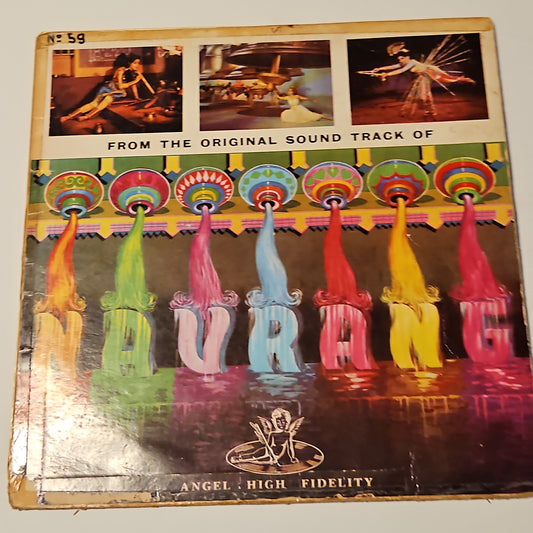 Nº 59
FROM THE ORIGINAL SOUND TRACK OF
NAVRANG
ANGEL HIGH FIDELITY